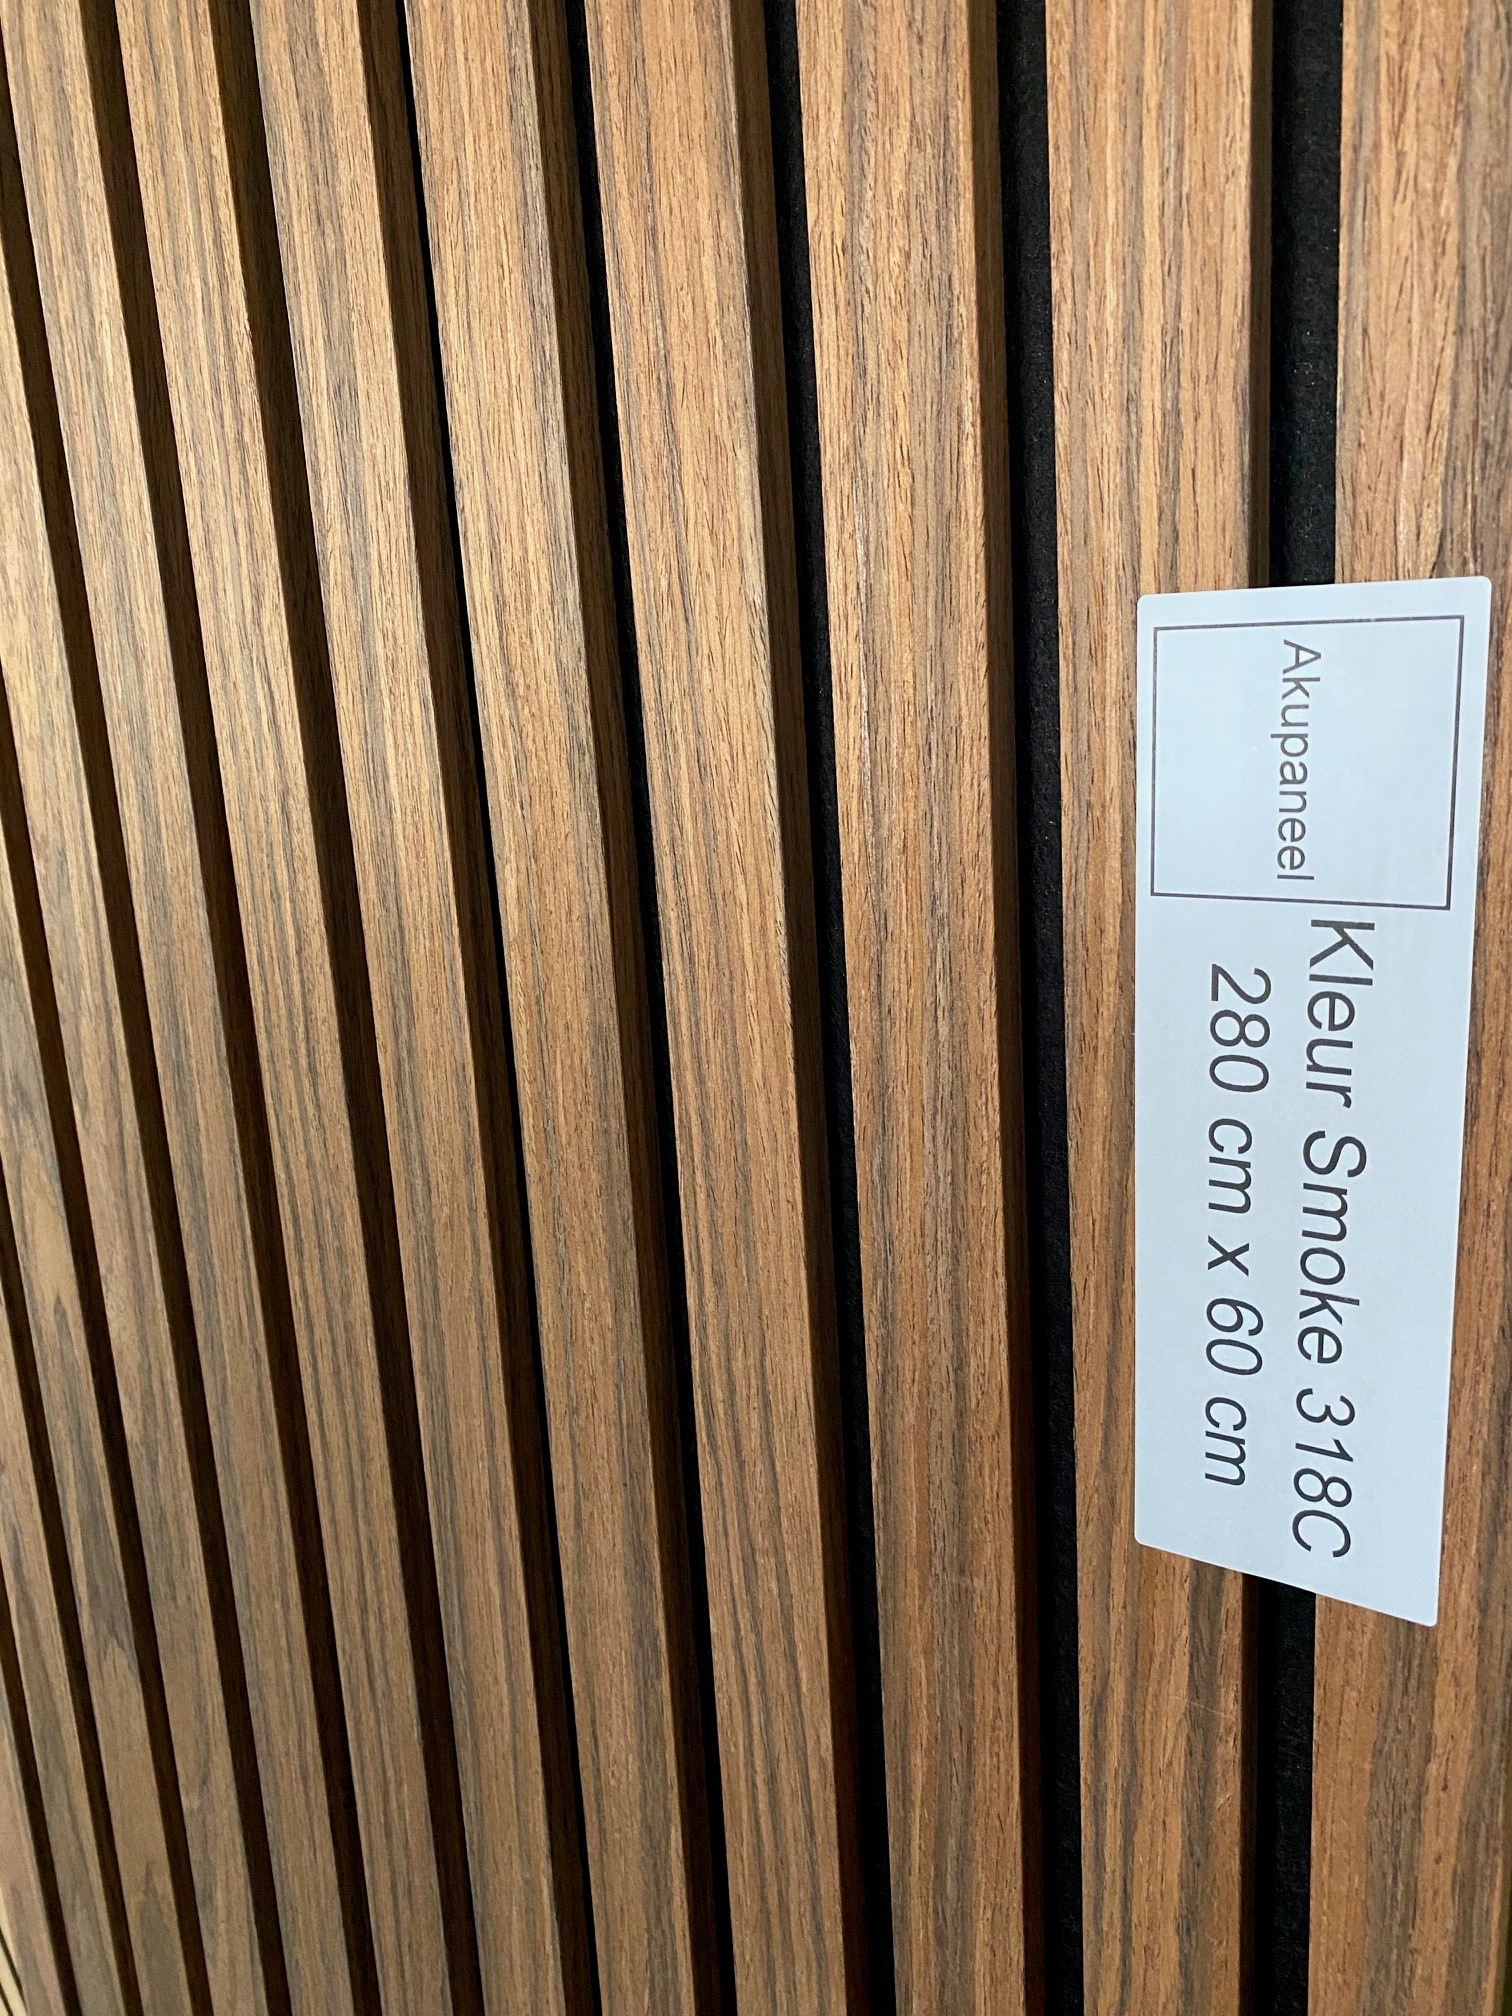 Akupaneel
Kleur Smoke 318C
280 cm x 60 cm